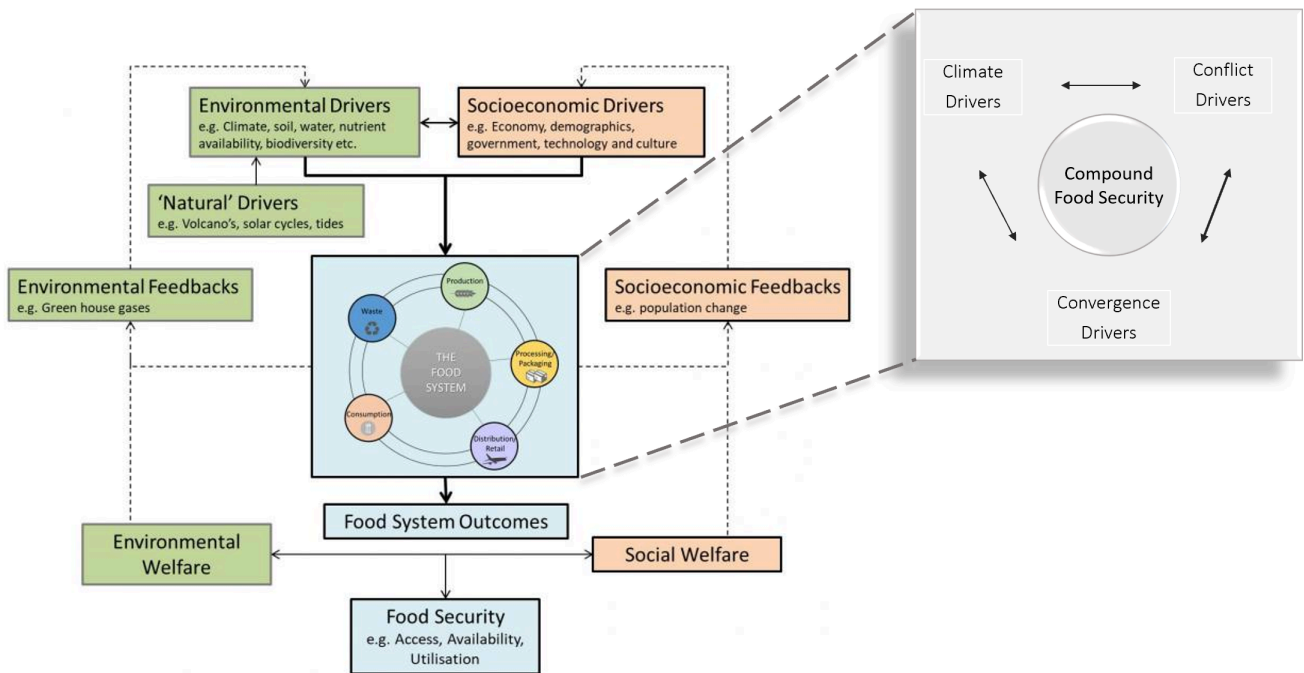 Environmental Drivers
e.g. Climate, soil, water, nutrient
availability, biodiversity etc.
Socioeconomic Drivers
e.g. Economy, demographics,
government, technology and culture
'Natural' Drivers
e.g. Volcano's, solar cycles, tides
Environmental Feedbacks
e.g. Green house gases
Socioeconomic Feedbacks
e.g. population change
Production
Waste
THE
FOOD
SYSTEM
Processing/
Packaging
Consumption
Distribution/
Retail
Food System Outcomes
Environmental
Welfare
Social Welfare
Food Security
e.g. Access, Availability,
Utilisation
Climate
Drivers
Conflict
Drivers
Compound
Food Security
Convergence
Drivers